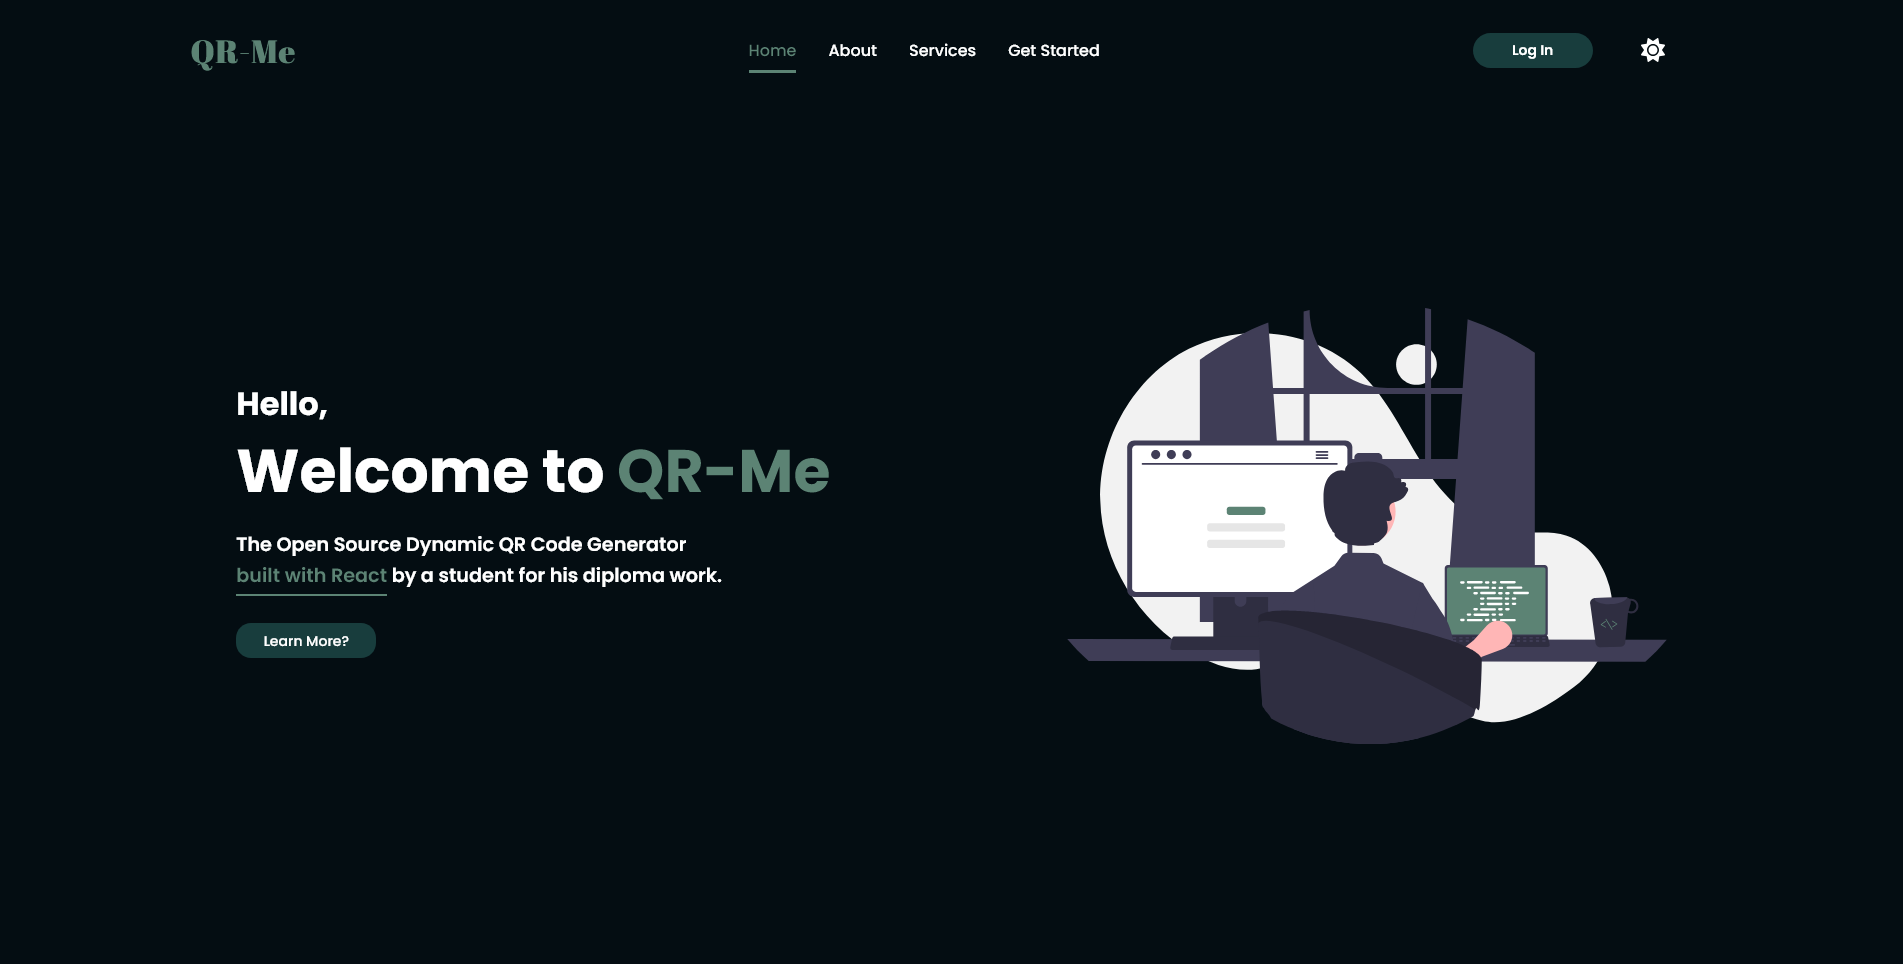 QR-Me
Home About Services Get Started
Log In
Hello,
Welcome to QR-Me
The Open Source Dynamic QR Code Generator
built with React by a student for his diploma work.
Learn More?
<\>